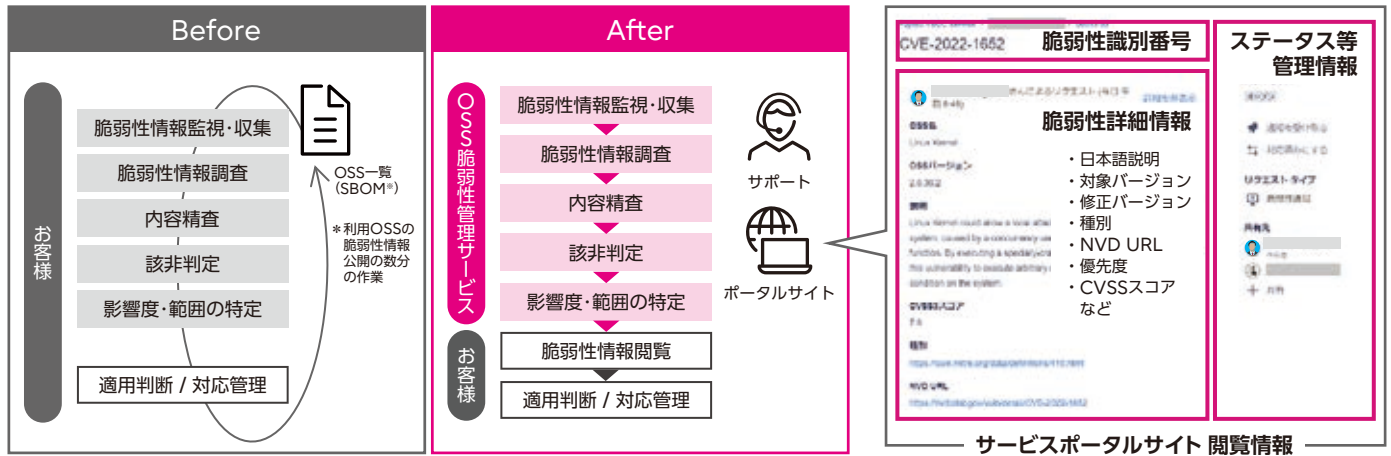 Before
お客様
脆弱性情報監視・収集
脆弱性情報調査
内容精査
該非判定
影響度・範囲の特定
適用判断 / 対応管理
OSS一覧
(SBOM※)
＊利用OSSの
脆弱性情報
公開の数分
の作業
After
OSS脆弱性管理サービス
脆弱性情報監視・収集
脆弱性情報調査
内容精査
該非判定
影響度・範囲の特定
お客様
脆弱性情報閲覧
適用判断 / 対応管理
サポート
ポータルサイト
CVE-2022-1652
脆弱性識別番号
脆弱性詳細情報
・日本語説明
・対象バージョン
・修正バージョン
・種別
・NVD URL
・優先度
・CVSSスコア
など
OSS名
Linux Kernel
OSSバージョン
2.6.36.2
説明
CVSS3スコア
7.8
種別
NVD URL
ステータス等
管理情報
リクエスト タイプ
共有先
共有
サービスポータルサイト 閲覧情報